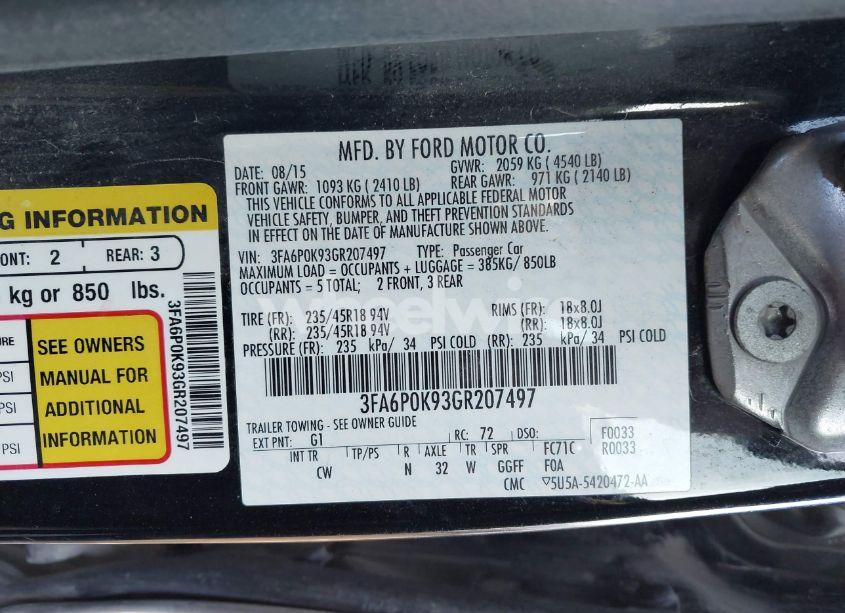 MFD. BY FORD MOTOR CO.
DATE: 08/15 GVWR: 2059 KG ( 4540 LB)
FRONT GAWR: 1093 KG ( 2410 LB) REAR GAWR: 971 KG ( 2140 LB)
THIS VEHICLE CONFORMS TO ALL APPLICABLE FEDERAL MOTOR
VEHICLE SAFETY, BUMPER, AND THEFT PREVENTION STANDARDS
IN EFFECT ON THE DATE OF MANUFACTURE SHOWN ABOVE.
VIN: 3FA6P0K93GR207497 TYPE: Passenger Car
MAXIMUM LOAD = OCCUPANTS + LUGGAGE = 385KG/ 850LB
OCCUPANTS = 5 TOTAL; 2 FRONT, 3 REAR
TIRE (FR): 235/45R18 94V RIMS (FR): 18x8.0J
(RR): 235/45R18 94V (RR): 18x8.0J
PRESSURE (FR): 235 kPa/ 34 PSI COLD (RR): 235 kPa/ 34 PSI COLD
3FA6P0K93GR207497
TRAILER TOWING - SEE OWNER GUIDE
EXT PNT: G1 RC: 72 DSO: F0033
INT TR TP/PS R AXLE TR SPR FC71C R0033
CW N 32 W GGFF F0A
CMC ▽5U5A-5420472-AA
G INFORMATION
ONT: 2 REAR: 3
kg or 850 lbs.
SURE
PSI
PSI
PSI
SEE OWNERS
MANUAL FOR
ADDITIONAL
INFORMATION
3FA6P0K93GR207497
wheelwi